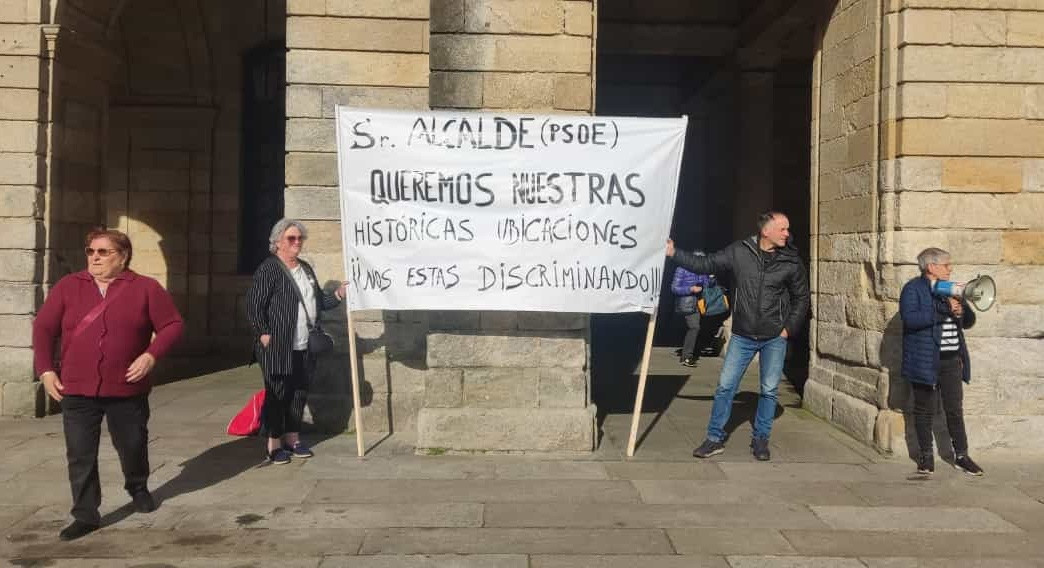 Sr. ALCALDE (PSOE)
QUEREMOS NUESTRAS
HISTÓRICAS UBICACIONES
¡¡NOS ESTAS DISCRIMINANDO!!!